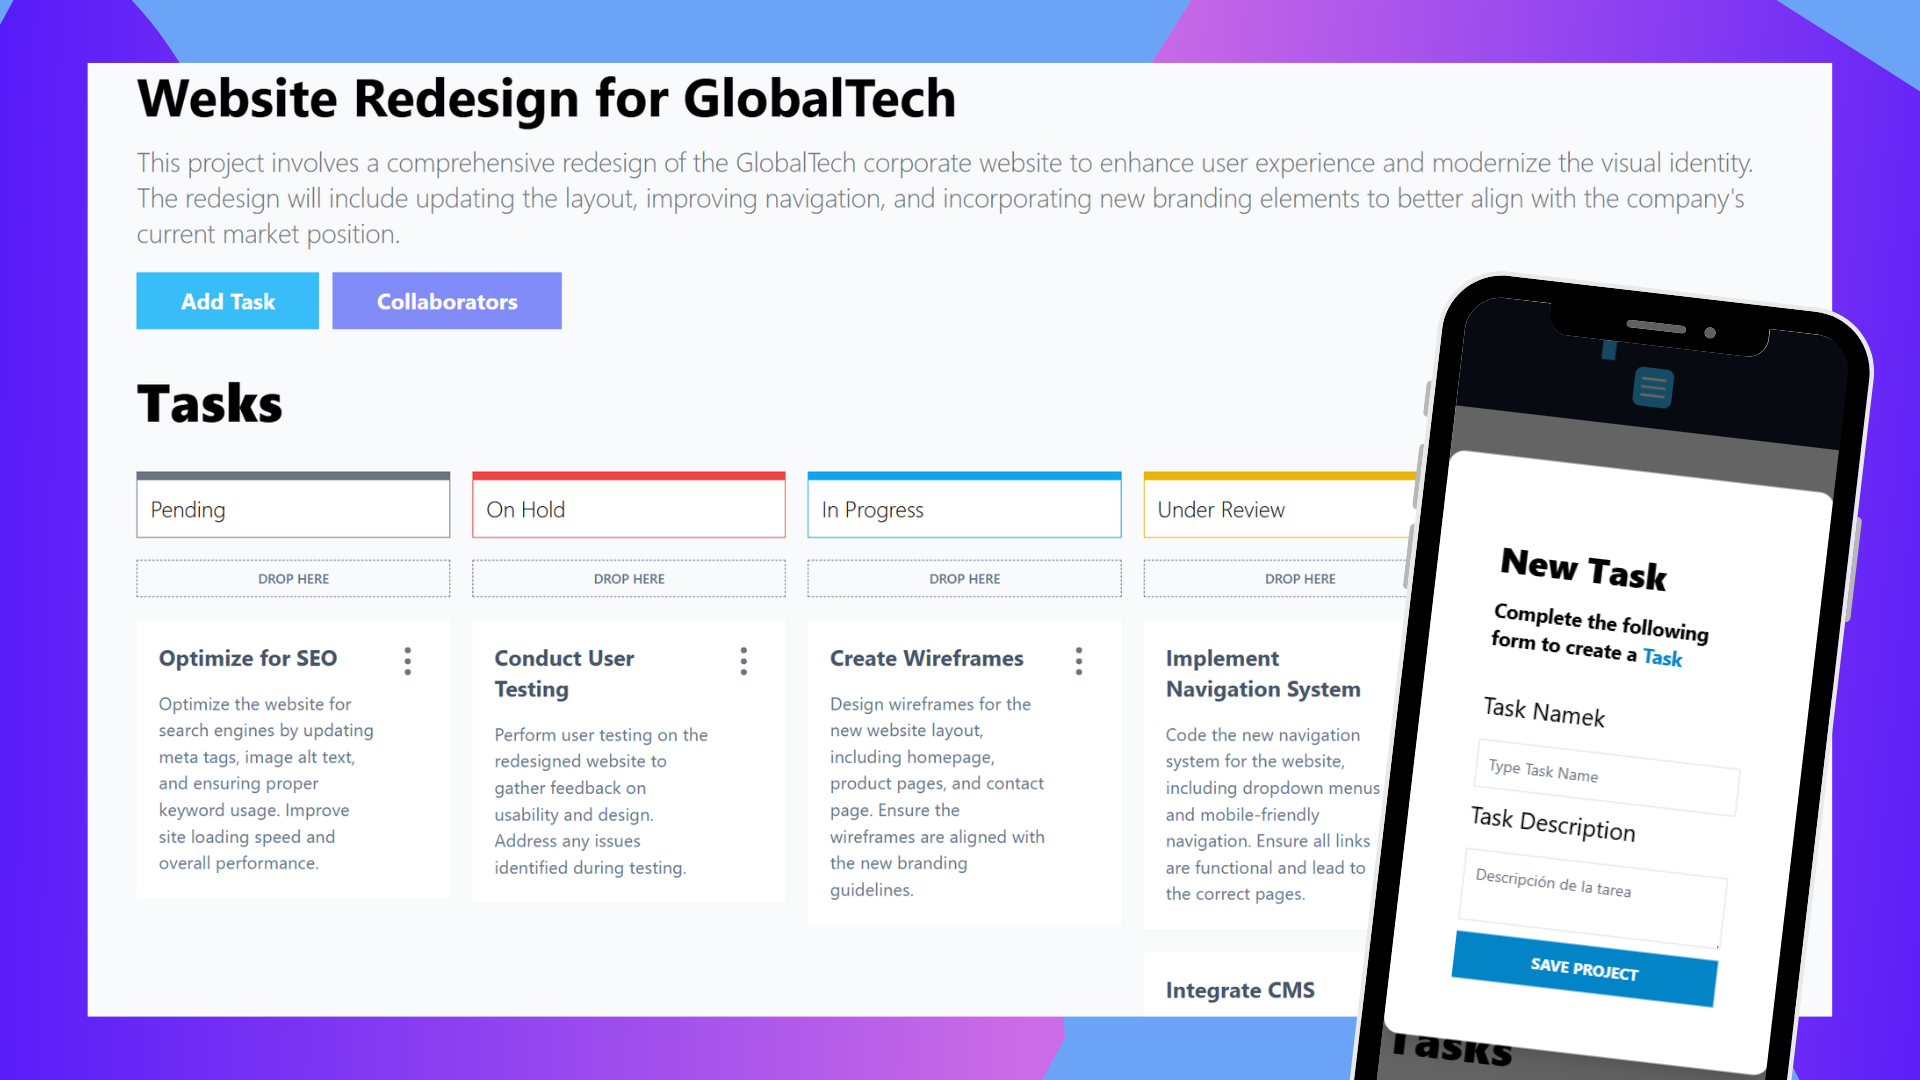 Website Redesign for GlobalTech
This project involves a comprehensive redesign of the GlobalTech corporate website to enhance user experience and modernize the visual identity.
The redesign will include updating the layout, improving navigation, and incorporating new branding elements to better align with the company's
current market position.
Add Task
Collaborators
Tasks
Pending
On Hold
In Progress
Under Review
DROP HERE
DROP HERE
DROP HERE
DROP HERE
Optimize for SEO
Optimize the website for
search engines by updating
meta tags, image alt text,
and ensuring proper
keyword usage. Improve
site loading speed and
overall performance.
Conduct User
Testing
Perform user testing on the
redesigned website to
gather feedback on
usability and design.
Address any issues
identified during testing.
Create Wireframes
Design wireframes for the
new website layout,
including homepage,
product pages, and contact
page. Ensure the
wireframes are aligned with
the new branding
guidelines.
Implement
Navigation System
Code the new navigation
system for the website,
including dropdown menus
and mobile-friendly
navigation. Ensure all links
are functional and lead to
the correct pages.
Integrate CMS
New Task
Complete the following
form to create a Task
Task Namek
Type Task Name
Task Description
Descripción de la tarea
SAVE PROJECT
Tasks